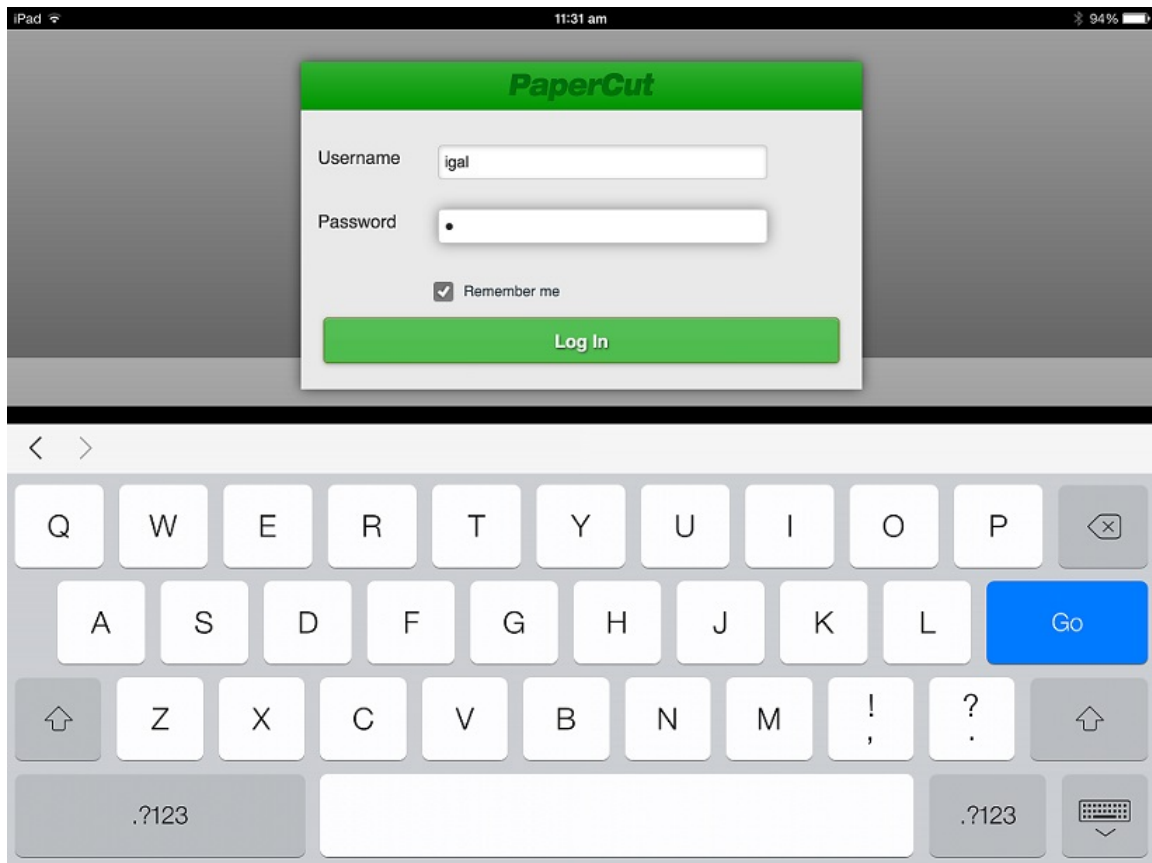 iPad 11:31 am 94%
PaperCut
Username igal
Password •
Remember me
Log In
Q W E R T Y U I O P
A S D F G H J K L Go
Z X C V B N M ! , ? .
.?123 .?123